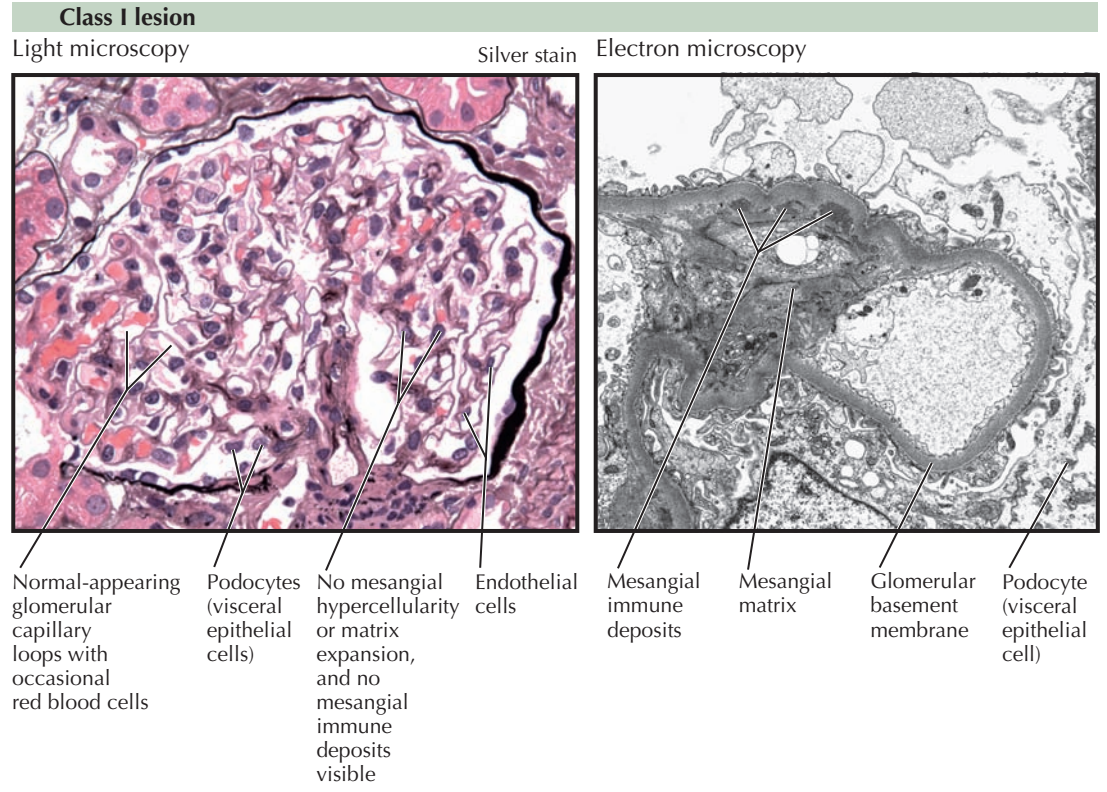 Class I lesion
Light microscopy
Silver stain
Electron microscopy
Normal-appearing
glomerular
capillary
loops with
occasional
red blood cells
Podocytes
(visceral
epithelial
cells)
No mesangial
hypercellularity
or matrix
expansion,
and no
mesangial
immune
deposits
visible
Endothelial
cells
Mesangial
immune
deposits
Mesangial
matrix
Glomerular
basement
membrane
Podocyte
(visceral
epithelial
cell)